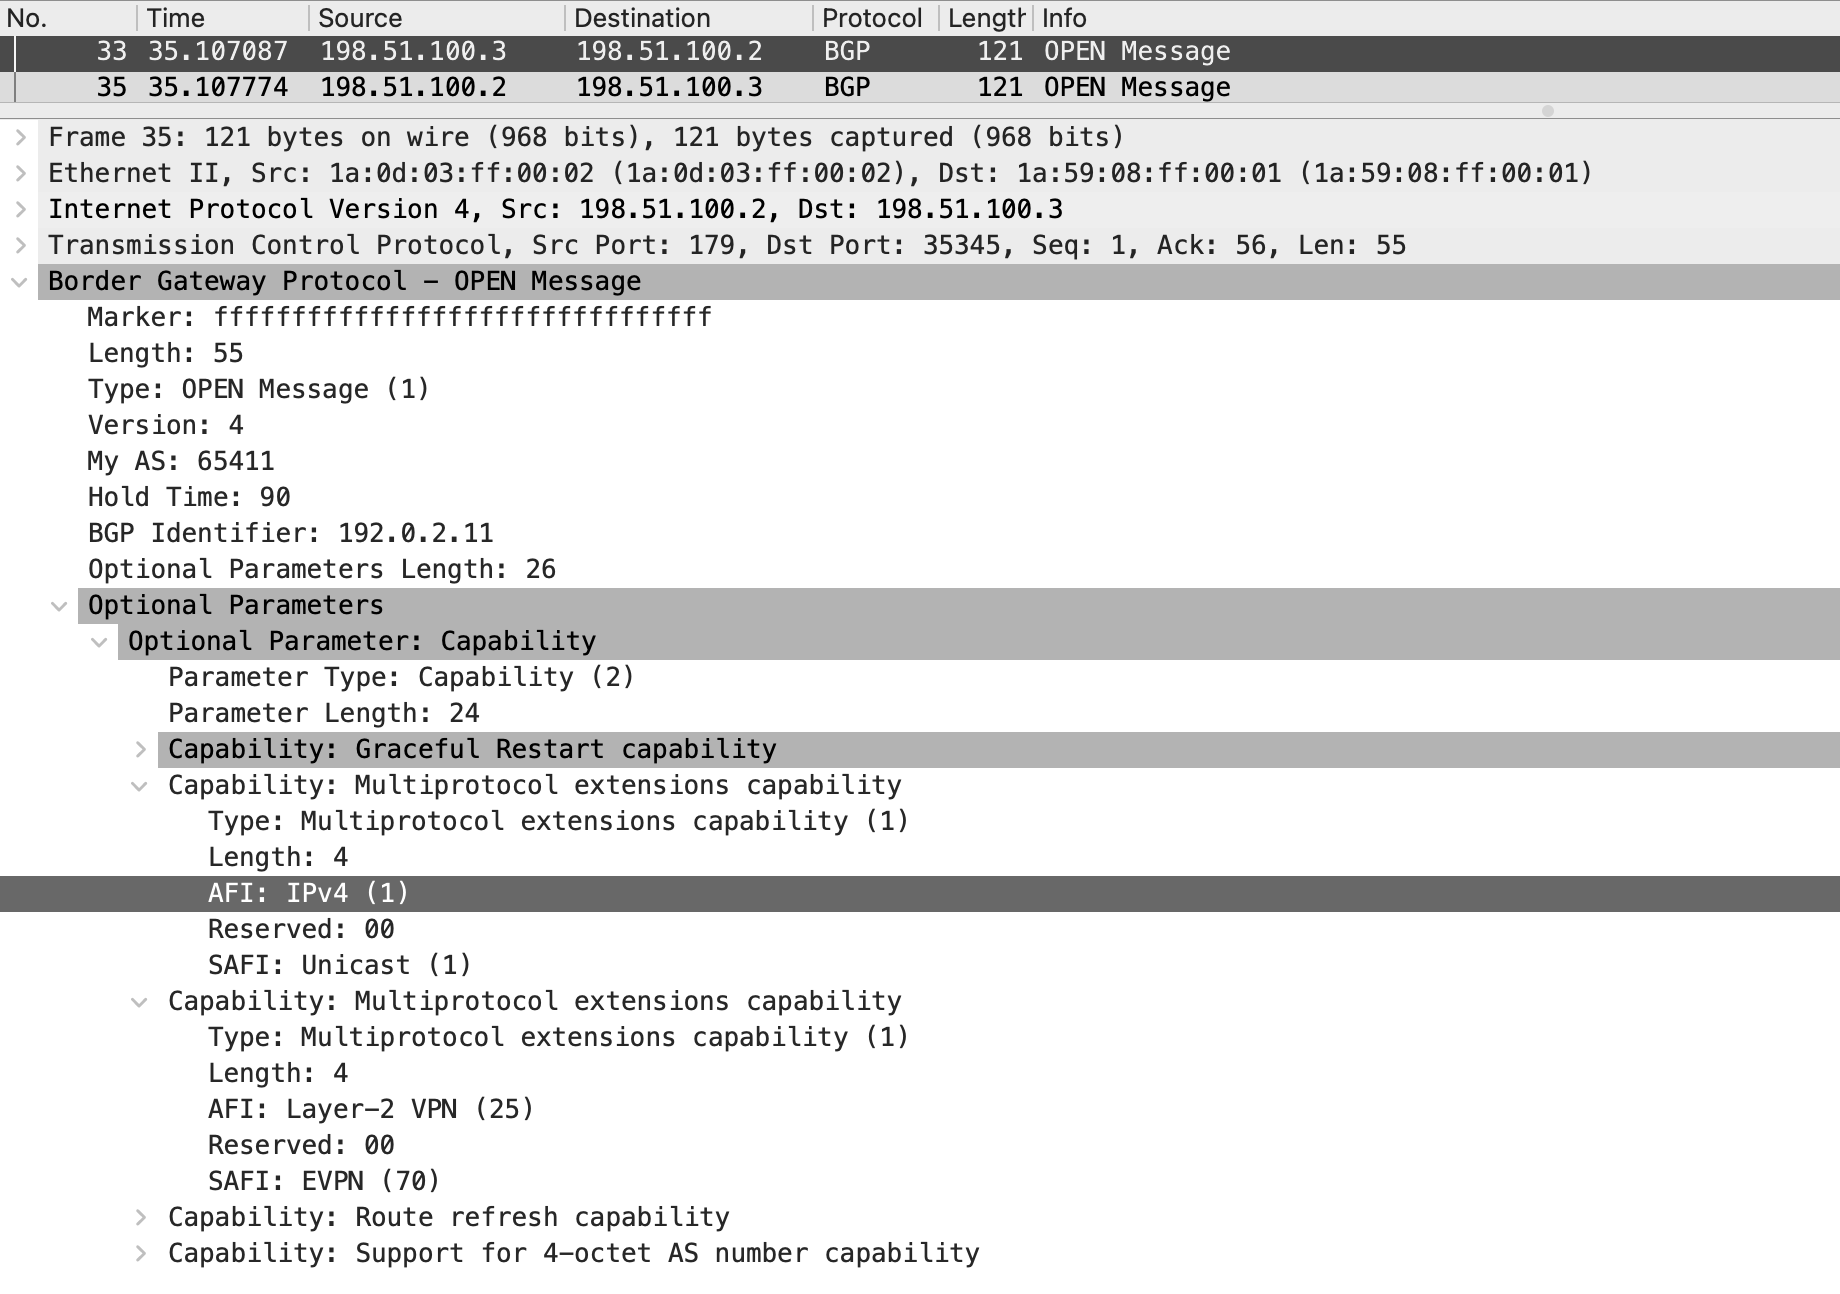 No. Time Source Destination Protocol Length Info
33 35.107087 198.51.100.3 198.51.100.2 BGP 121 OPEN Message
35 35.107774 198.51.100.2 198.51.100.3 BGP 121 OPEN Message
Frame 35: 121 bytes on wire (968 bits), 121 bytes captured (968 bits)
Ethernet II, Src: 1a:0d:03:ff:00:02 (1a:0d:03:ff:00:02), Dst: 1a:59:08:ff:00:01 (1a:59:08:ff:00:01)
Internet Protocol Version 4, Src: 198.51.100.2, Dst: 198.51.100.3
Transmission Control Protocol, Src Port: 179, Dst Port: 35345, Seq: 1, Ack: 56, Len: 55
Border Gateway Protocol – OPEN Message
Marker: ffffffffffffffffffffffffffffffff
Length: 55
Type: OPEN Message (1)
Version: 4
My AS: 65411
Hold Time: 90
BGP Identifier: 192.0.2.11
Optional Parameters Length: 26
Optional Parameters
Optional Parameter: Capability
Parameter Type: Capability (2)
Parameter Length: 24
Capability: Graceful Restart capability
Capability: Multiprotocol extensions capability
Type: Multiprotocol extensions capability (1)
Length: 4
AFI: IPv4 (1)
Reserved: 00
SAFI: Unicast (1)
Capability: Multiprotocol extensions capability
Type: Multiprotocol extensions capability (1)
Length: 4
AFI: Layer–2 VPN (25)
Reserved: 00
SAFI: EVPN (70)
Capability: Route refresh capability
Capability: Support for 4–octet AS number capability